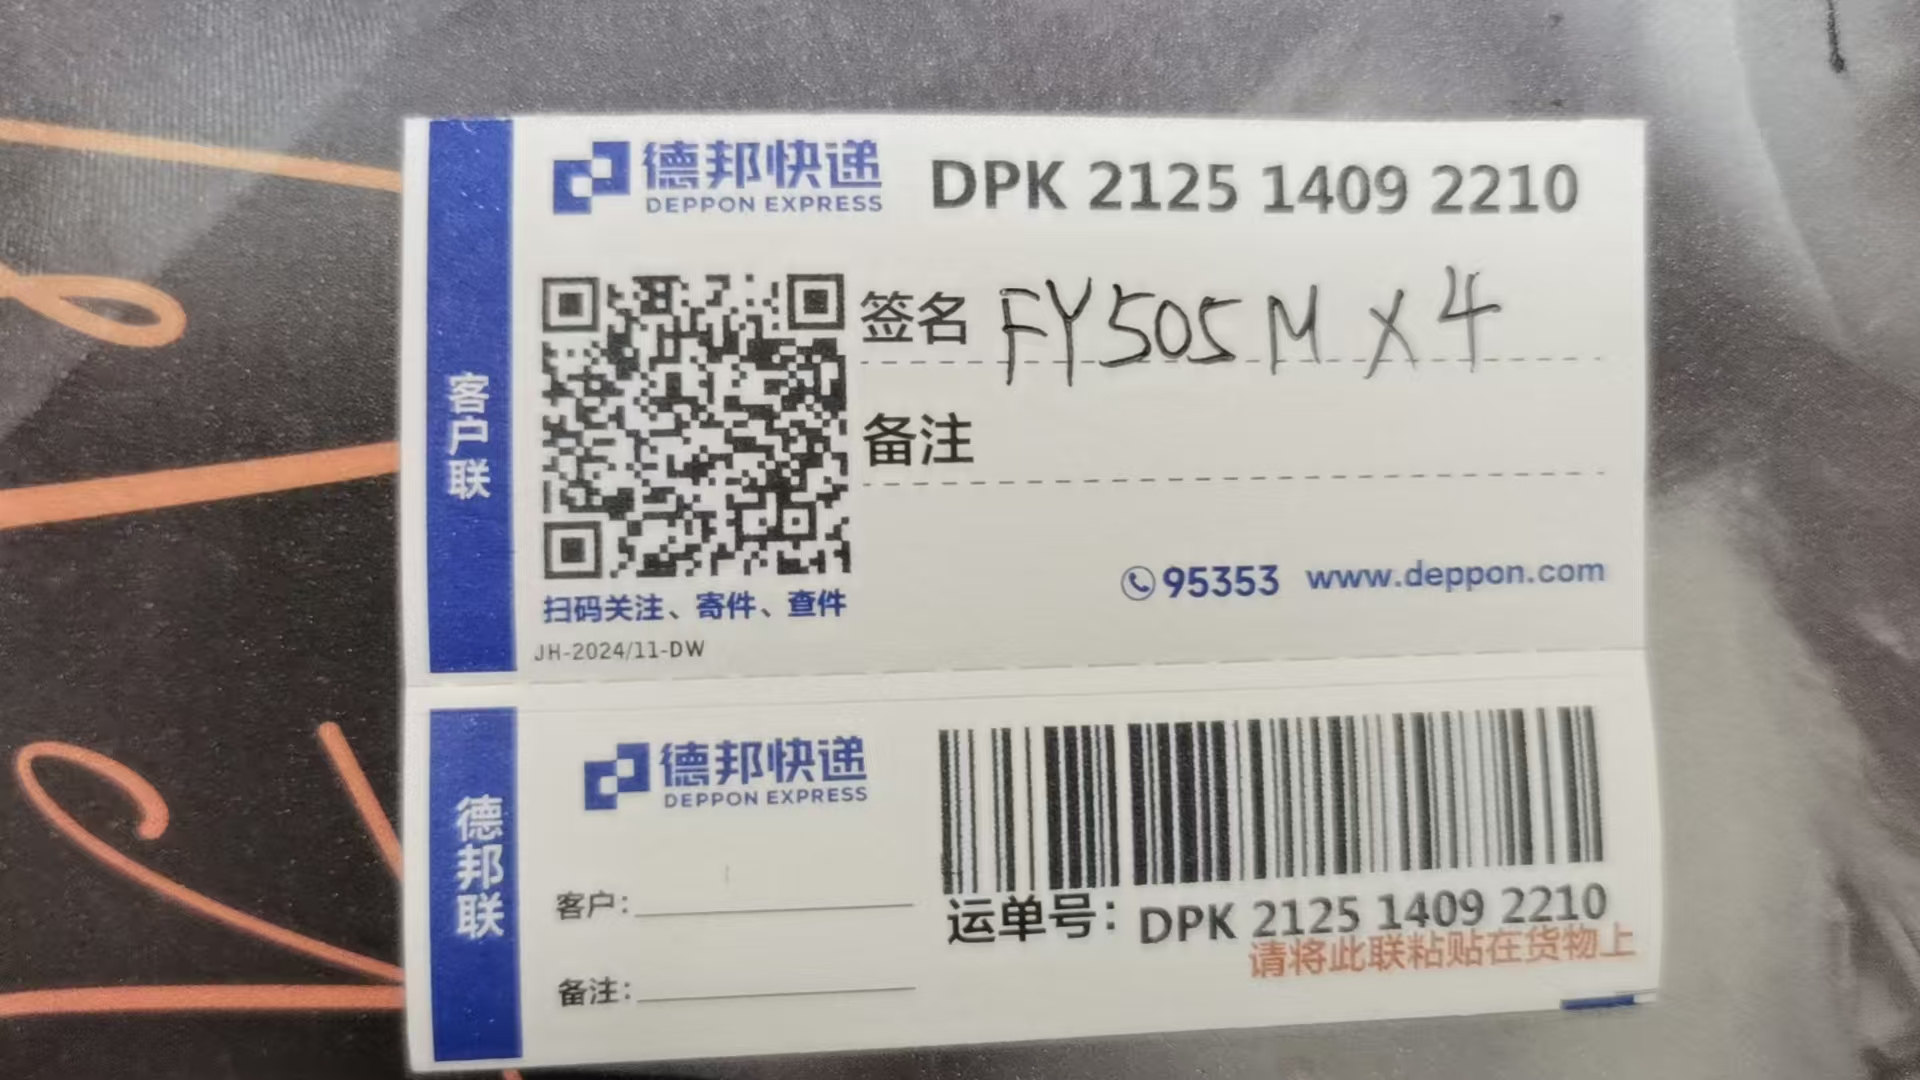 德邦快递
DEPPON EXPRESS
DPK 2125 1409 2210
签名 FY505M X4
备注
客户联
扫码关注、寄件、查件
JH-2024/11-DW
95353 www.deppon.com
德邦联
德邦快递
DEPPON EXPRESS
客户:
备注:
运单号: DPK 2125 1409 2210
请将此联粘贴在货物上